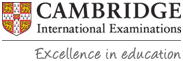 CAMBRIDGE
International Examinations
Excellence in education